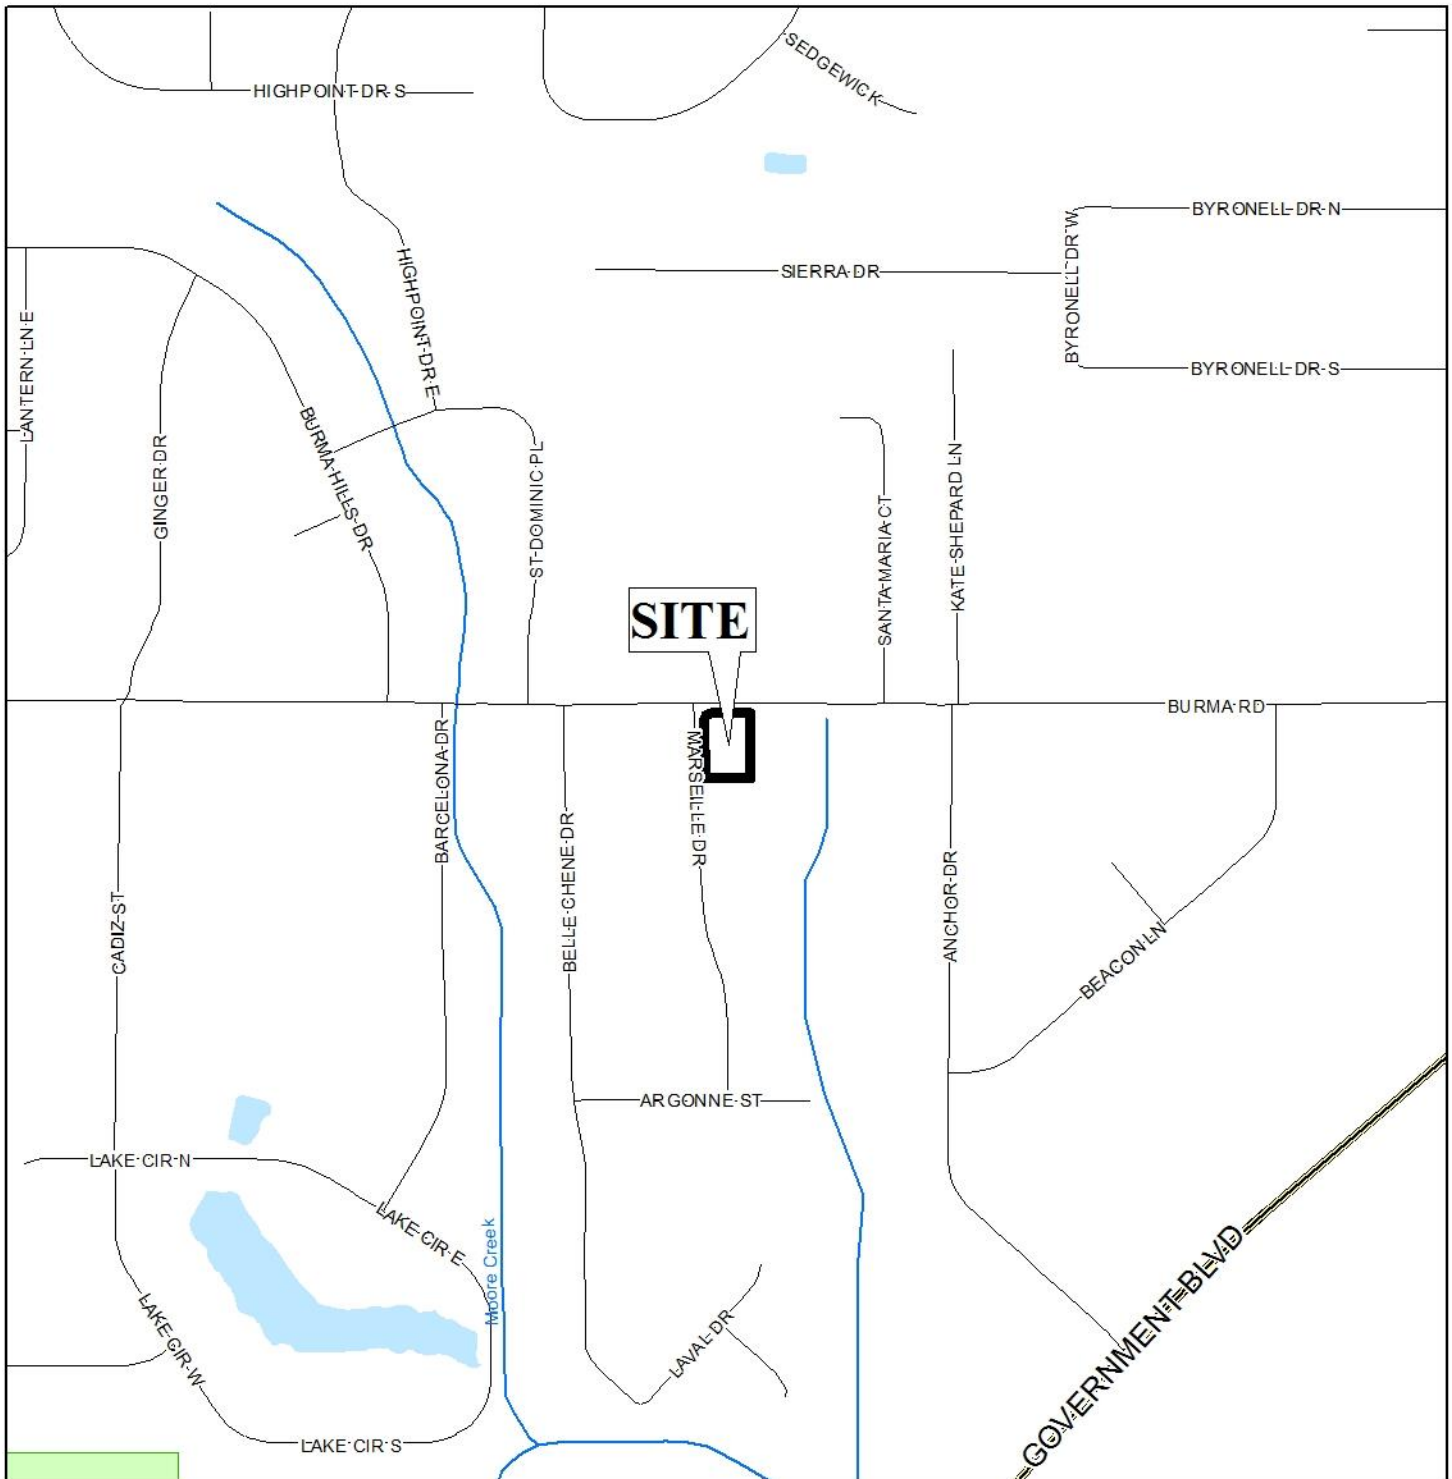 SEDGEWICK
HIGHPOINT DR S
BYRONELL DR N
BYRONELL DR W
HIGHPOINT DR E
SIERRA DR
LANTERN LN E
BYRONELL DR S
GINGER DR
BURMA HILLS DR
ST DOMINIC PL
SANTA MARIA CT
KATE SHEPARD LN
SITE
BURMA RD
BARCELONA DR
MARSEILLE DR
BELLE CHENE DR
CADIZ ST
ANCHOR DR
BEACON LN
ARGONNE ST
LAKE CIR N
LAKE CIR E
Moore Creek
LAKE CIR W
LAVAL DR
GOVERNMENT BLVD
LAKE CIR S